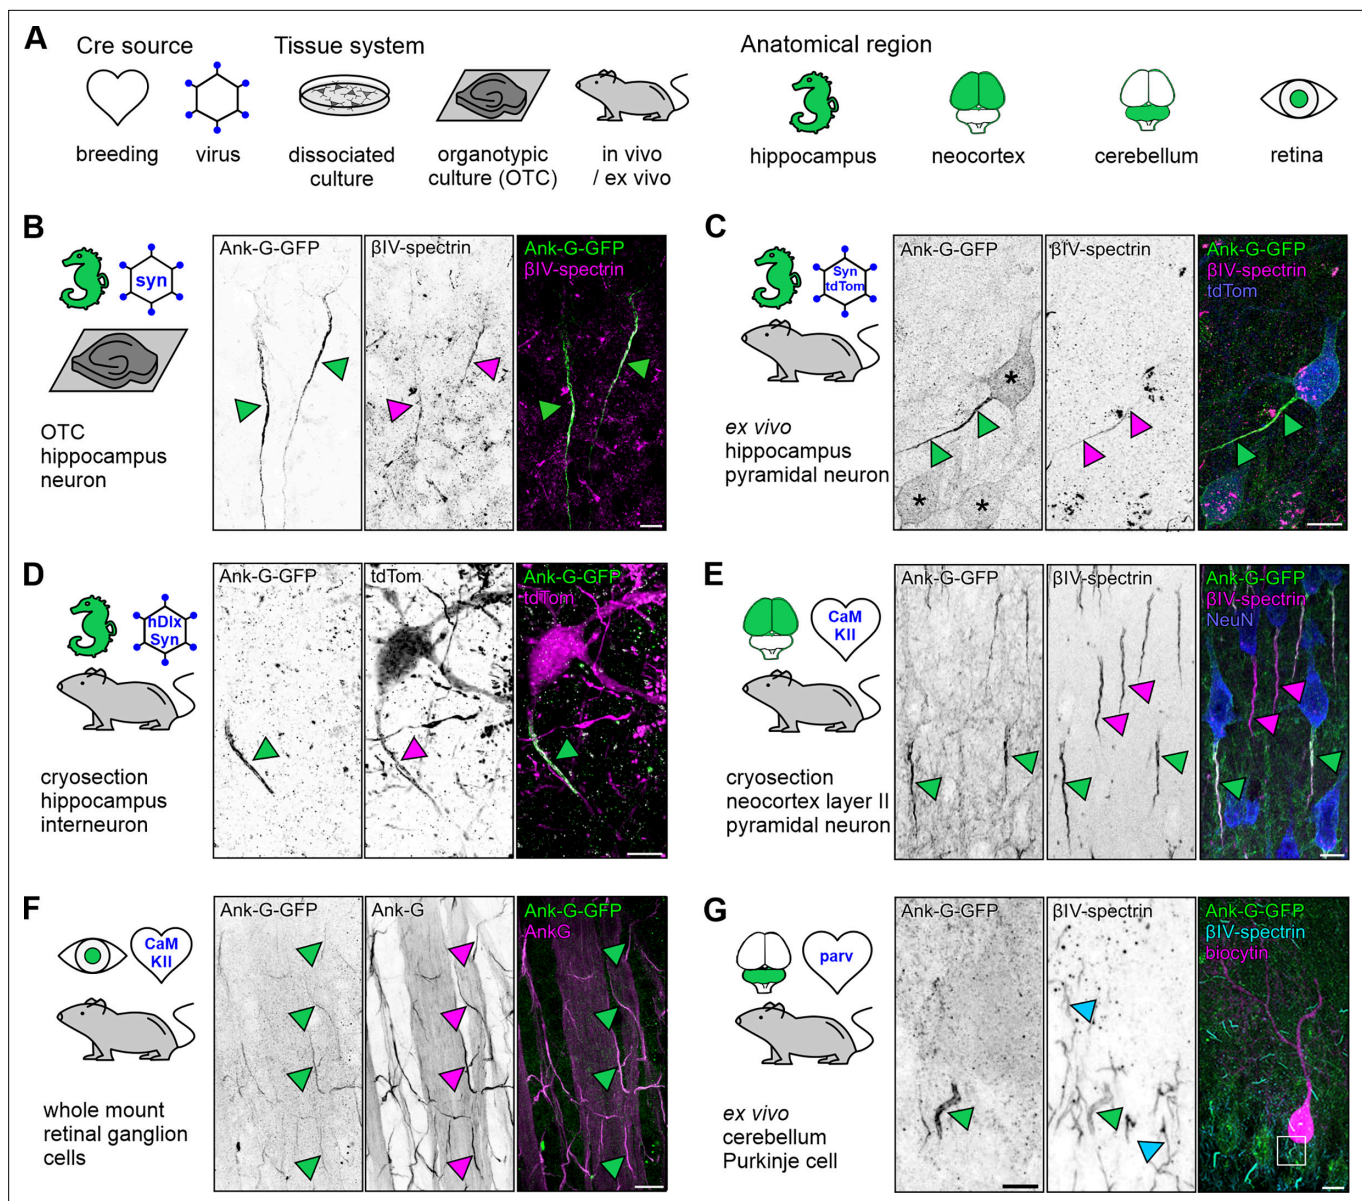 A
Cre source
Tissue system
Anatomical region
breeding
virus
dissociated
culture
organotypic
culture (OTC)
in vivo
/ ex vivo
hippocampus
neocortex
cerebellum
retina
B
syn
OTC
hippocampus
neuron
Ank-G-GFP
βIV-spectrin
Ank-G-GFP
βIV-spectrin
C
Syn
tdTom
ex vivo
hippocampus
pyramidal neuron
Ank-G-GFP
βIV-spectrin
Ank-G-GFP
βIV-spectrin
tdTom
*
*
*
D
hDlx
Syn
cryosection
hippocampus
interneuron
Ank-G-GFP
tdTom
Ank-G-GFP
tdTom
E
CaM
KII
cryosection
neocortex layer II
pyramidal neuron
Ank-G-GFP
βIV-spectrin
Ank-G-GFP
βIV-spectrin
NeuN
F
CaM
KII
whole mount
retinal ganglion
cells
Ank-G-GFP
Ank-G
Ank-G-GFP
AnkG
G
parv
ex vivo
cerebellum
Purkinje cell
Ank-G-GFP
βIV-spectrin
Ank-G-GFP
βIV-spectrin
biocytin